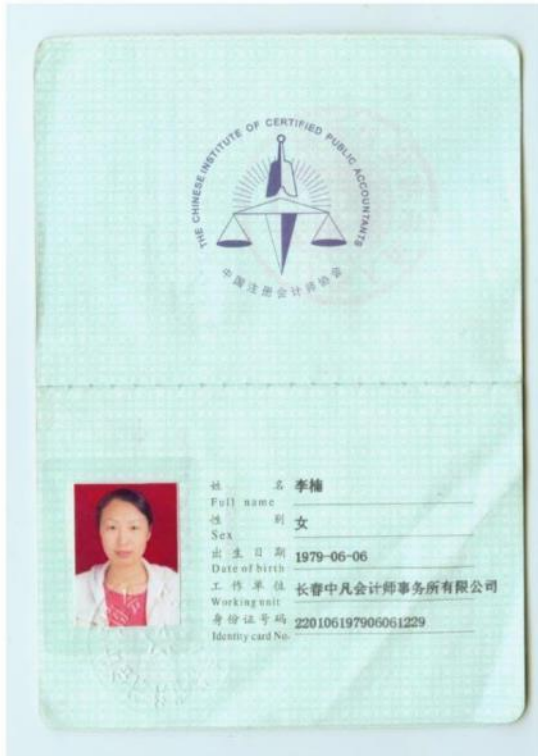 THE CHINESE INSTITUTE OF CERTIFIED PUBLIC ACCOUNTANTS
中国注册会计师协会
姓 名 李楠
Full name
性 别 女
Sex
出生日期 1979-06-06
Date of birth
工作单位 长春中凡会计师事务所有限公司
Working unit
身份证号码 220106197906061229
Identity card No.